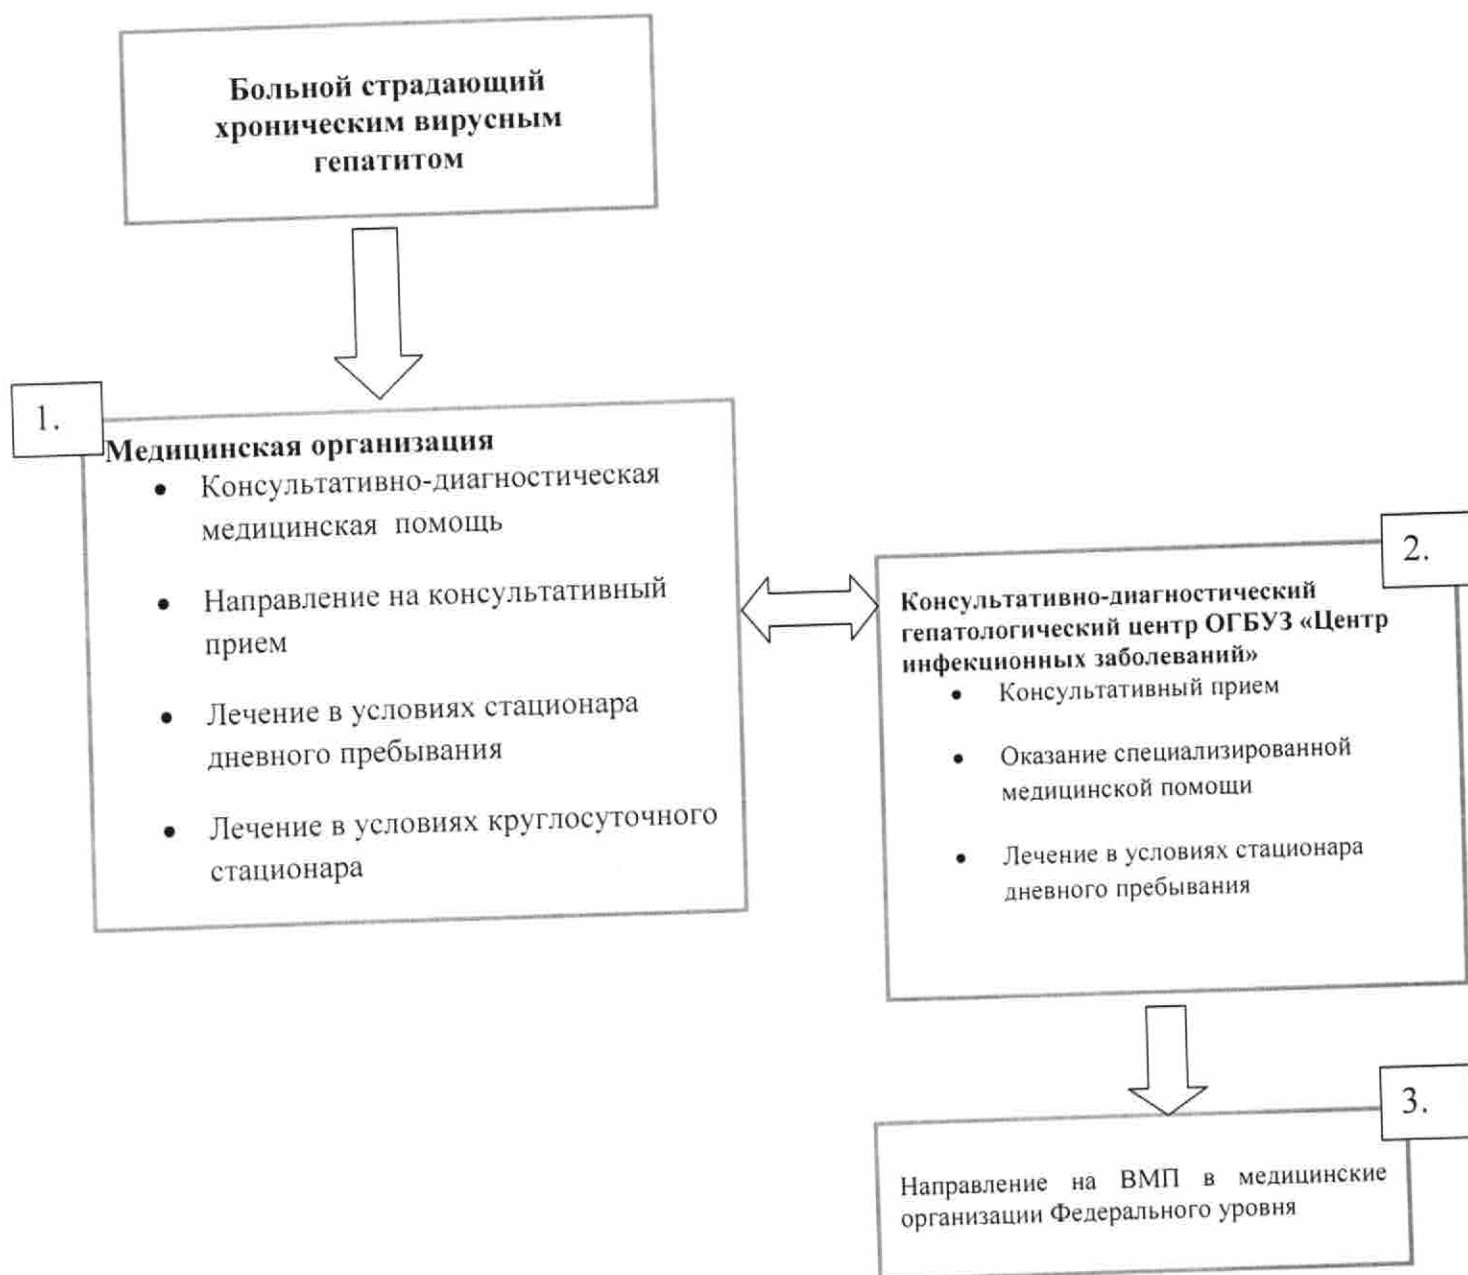 Больной страдающий
хроническим вирусным
гепатитом
1.
Медицинская организация
• Консультативно-диагностическая
медицинская помощь
• Направление на консультативный
прием
• Лечение в условиях стационара
дневного пребывания
• Лечение в условиях круглосуточного
стационара
2.
Консультативно-диагностический
гепатологический центр ОГБУЗ «Центр
инфекционных заболеваний»
• Консультативный прием
• Оказание специализированной
медицинской помощи
• Лечение в условиях стационара
дневного пребывания
3.
Направление на ВМП в медицинские
организации Федерального уровня